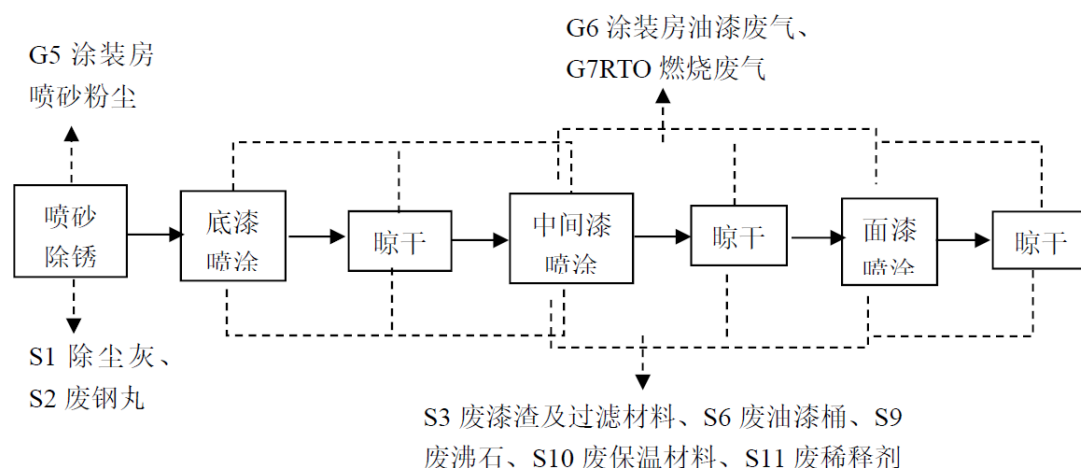 G5 涂装房
喷砂粉尘
G6 涂装房油漆废气、
G7RTO 燃烧废气
喷砂
除锈
底漆
喷涂
晾干
中间漆
喷涂
晾干
面漆
喷涂
晾干
S1 除尘灰、
S2 废钢丸
S3 废漆渣及过滤材料、S6 废油漆桶、S9
废沸石、S10 废保温材料、S11 废稀释剂